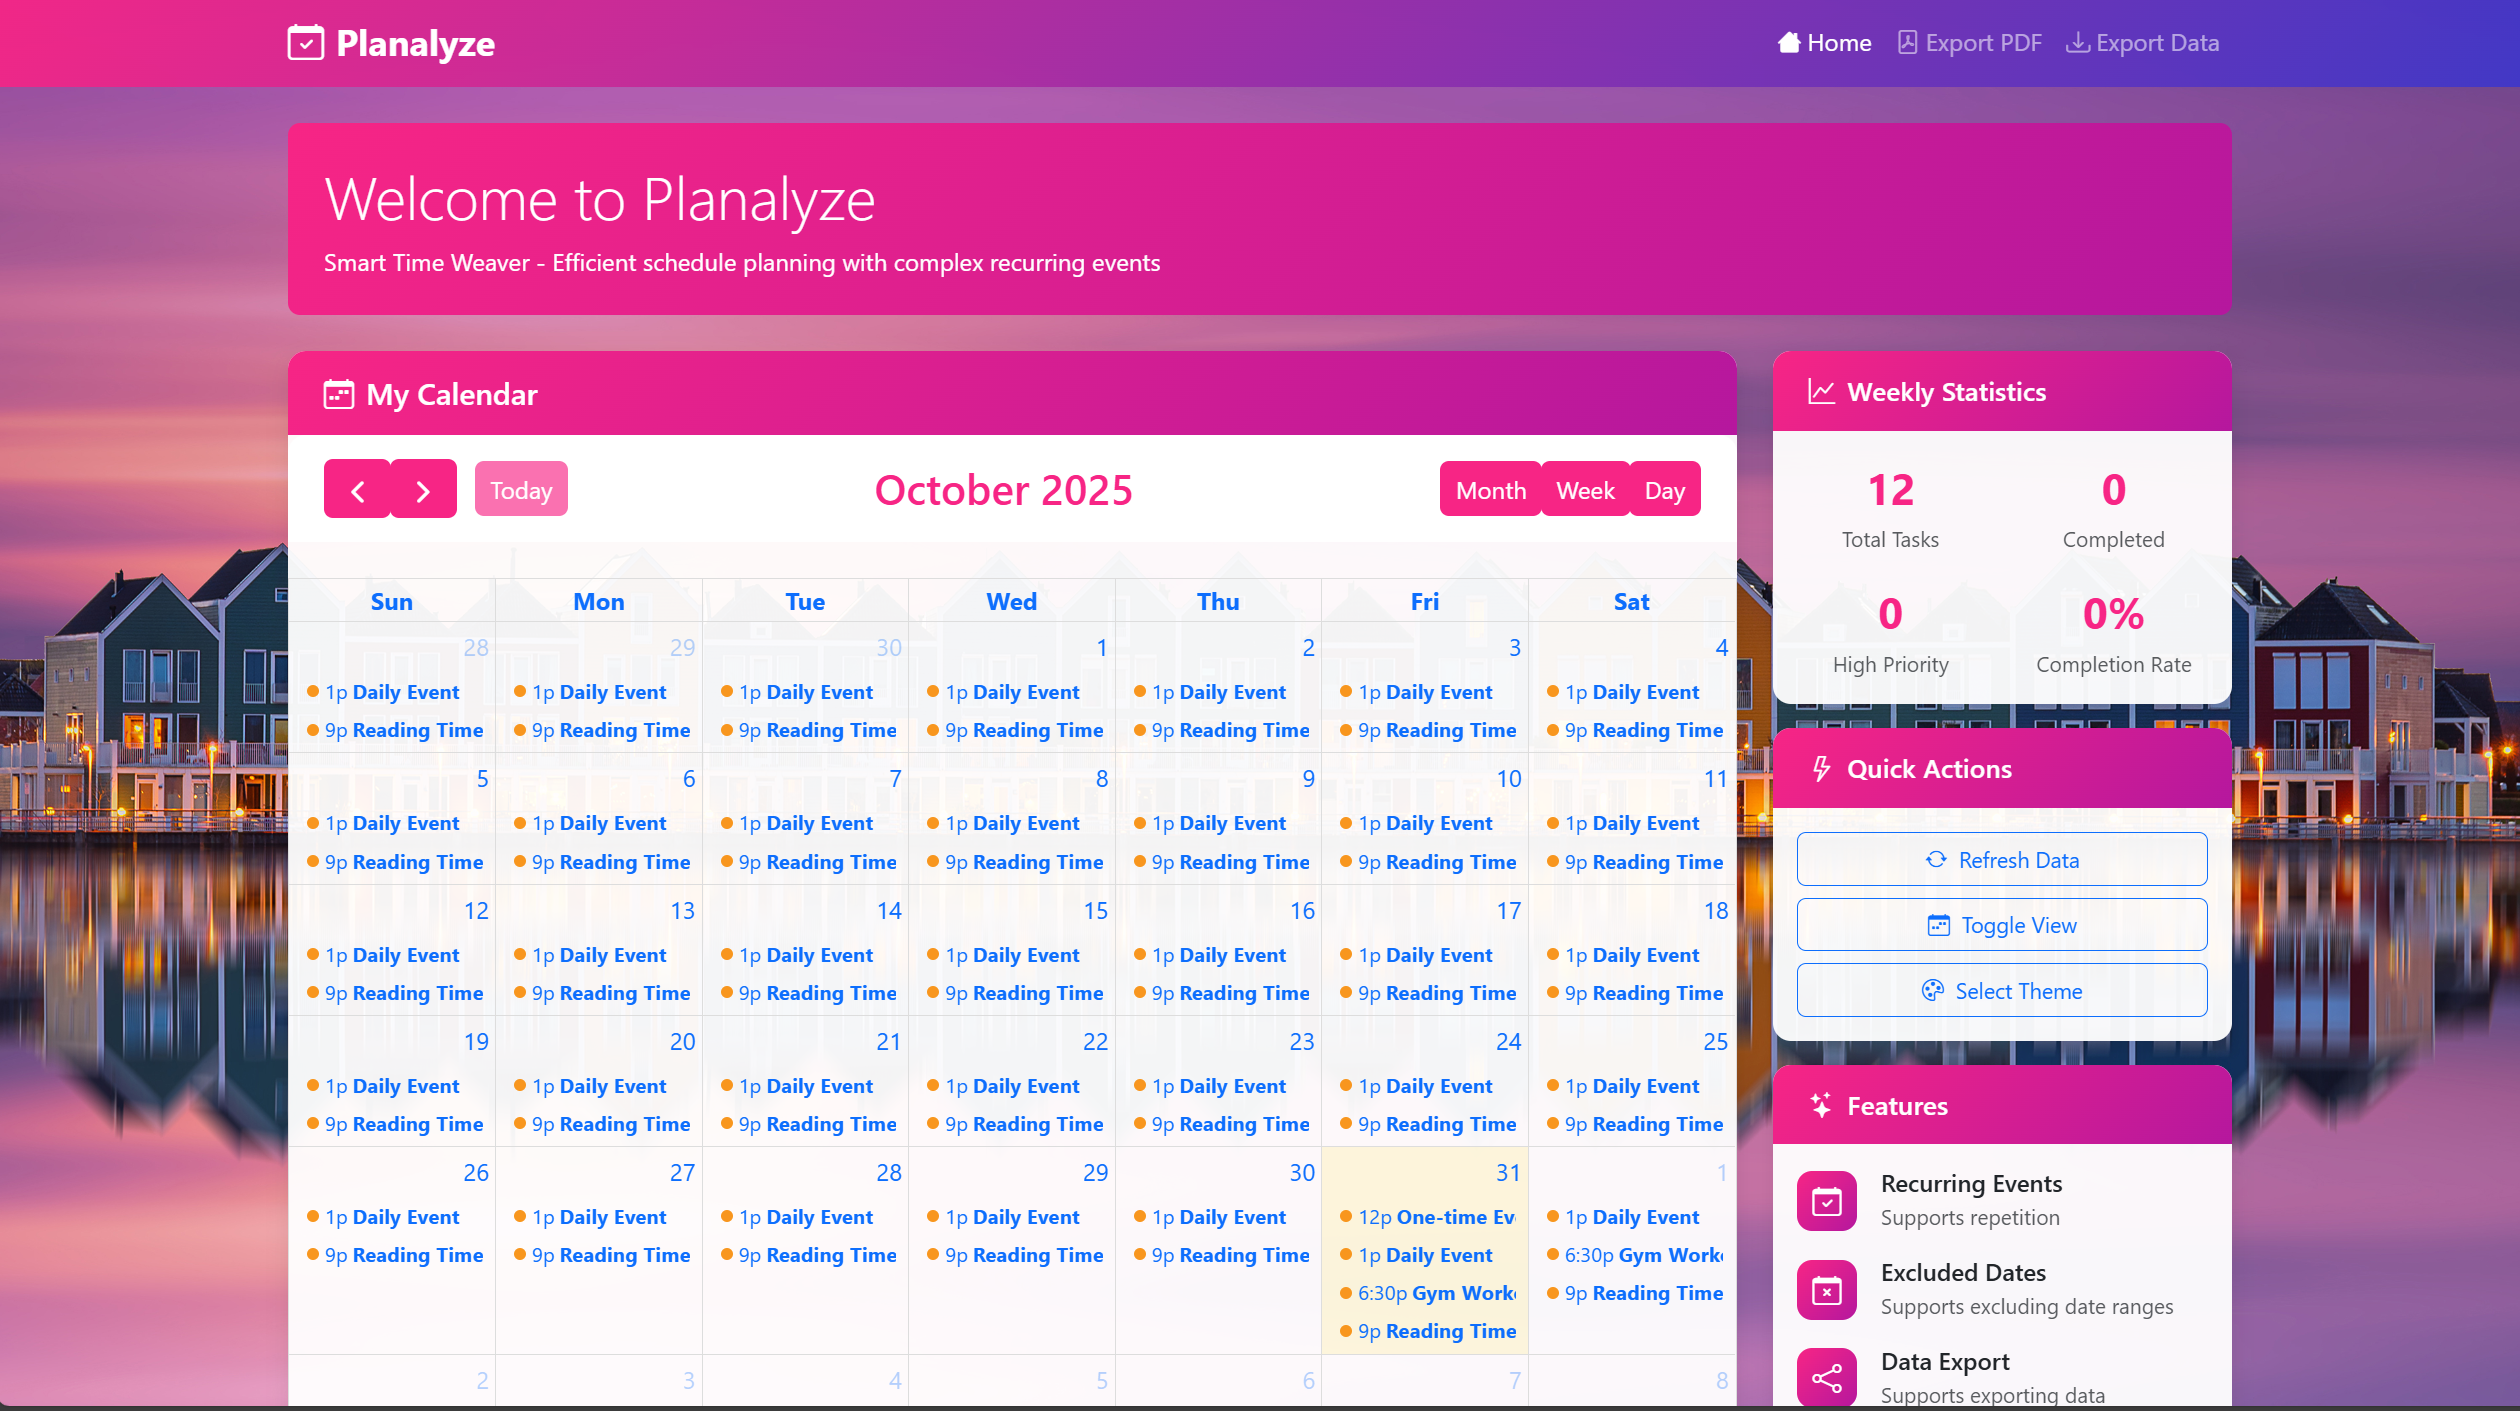 Planalyze
Home Export PDF Export Data
Welcome to Planalyze
Smart Time Weaver - Efficient schedule planning with complex recurring events
My Calendar
Today
October 2025
Month Week Day
Sun Mon Tue Wed Thu Fri Sat
28 29 30 1 2 3 4
1p Daily Event 1p Daily Event 1p Daily Event 1p Daily Event 1p Daily Event 1p Daily Event 1p Daily Event
9p Reading Time 9p Reading Time 9p Reading Time 9p Reading Time 9p Reading Time 9p Reading Time 9p Reading Time
5 6 7 8 9 10 11
1p Daily Event 1p Daily Event 1p Daily Event 1p Daily Event 1p Daily Event 1p Daily Event 1p Daily Event
9p Reading Time 9p Reading Time 9p Reading Time 9p Reading Time 9p Reading Time 9p Reading Time 9p Reading Time
12 13 14 15 16 17 18
1p Daily Event 1p Daily Event 1p Daily Event 1p Daily Event 1p Daily Event 1p Daily Event 1p Daily Event
9p Reading Time 9p Reading Time 9p Reading Time 9p Reading Time 9p Reading Time 9p Reading Time 9p Reading Time
19 20 21 22 23 24 25
1p Daily Event 1p Daily Event 1p Daily Event 1p Daily Event 1p Daily Event 1p Daily Event 1p Daily Event
9p Reading Time 9p Reading Time 9p Reading Time 9p Reading Time 9p Reading Time 9p Reading Time 9p Reading Time
26 27 28 29 30 31 1
1p Daily Event 1p Daily Event 1p Daily Event 1p Daily Event 1p Daily Event 12p One-time Ev 1p Daily Event
9p Reading Time 9p Reading Time 9p Reading Time 9p Reading Time 9p Reading Time 1p Daily Event 6:30p Gym Work
6:30p Gym Work 9p Reading Time
9p Reading Time
2 3 4 5 6 7 8
Weekly Statistics
12 0
Total Tasks Completed
0 0%
High Priority Completion Rate
Quick Actions
Refresh Data
Toggle View
Select Theme
Features
Recurring Events
Supports repetition
Excluded Dates
Supports excluding date ranges
Data Export
Supports exporting data